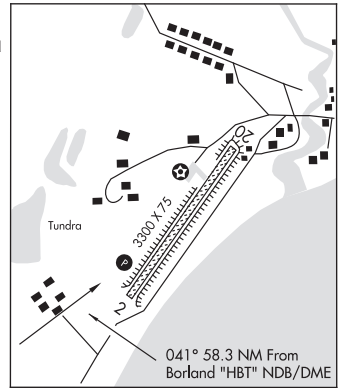 20
3300 X 75
Tundra
P
2
041° 58.3 NM From
Borland "HBT" NDB/DME